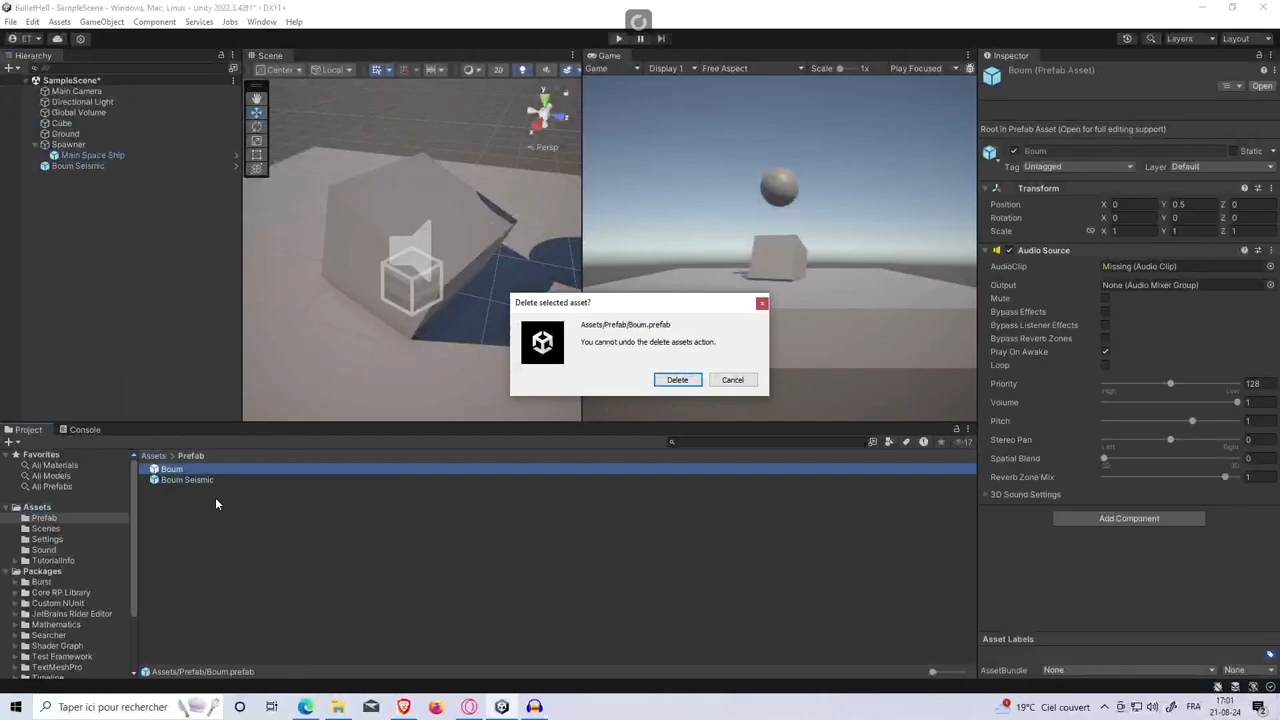 BulletHell - SampleScene - Windows, Mac, Linux - Unity 2022.3.42f1* <DX11>
File Edit Assets GameObject Component Services Jobs Window Help
ET Layers Layout
Hierarchy
All
SampleScene*
Main Camera
Directional Light
Global Volume
Cube
Ground
Spawner
Main Space Ship
Boum Seismic
Scene
Center Local 2D
y
z
Persp
Game
Game Display 1 Free Aspect Scale 1x Play Focused
Delete selected asset?
Assets/Prefab/Boum.prefab
You cannot undo the delete assets action.
Delete Cancel
Inspector
Boum (Prefab Asset)
Open
Root in Prefab Asset (Open for full editing support)
Boum Static
Tag Untagged Layer Default
Transform
Position X 0 Y 0.5 Z 0
Rotation X 0 Y 0 Z 0
Scale X 1 Y 1 Z 1
Audio Source
AudioClip Missing (Audio Clip)
Output None (Audio Mixer Group)
Mute
Bypass Effects
Bypass Listener Effects
Bypass Reverb Zones
Play On Awake
Loop
Priority 128
High Low
Volume 1
Pitch 1
Stereo Pan 0
Left Right
Spatial Blend 0
2D 3D
Reverb Zone Mix 1
3D Sound Settings
Add Component
Asset Labels
AssetBundle None None
Project Console
17
Favorites
All Materials
All Models
All Prefabs
Assets
Prefab
Scenes
Settings
Sound
TutorialInfo
Packages
Burst
Core RP Library
Custom NUnit
JetBrains Rider Editor
Mathematics
Searcher
Shader Graph
Test Framework
TextMeshPro
Timeline
Assets > Prefab
Boum
Boum Seismic
Assets/Prefab/Boum.prefab
Taper ici pour rechercher
19°C Ciel couvert FRA 17:01
21-08-24 2